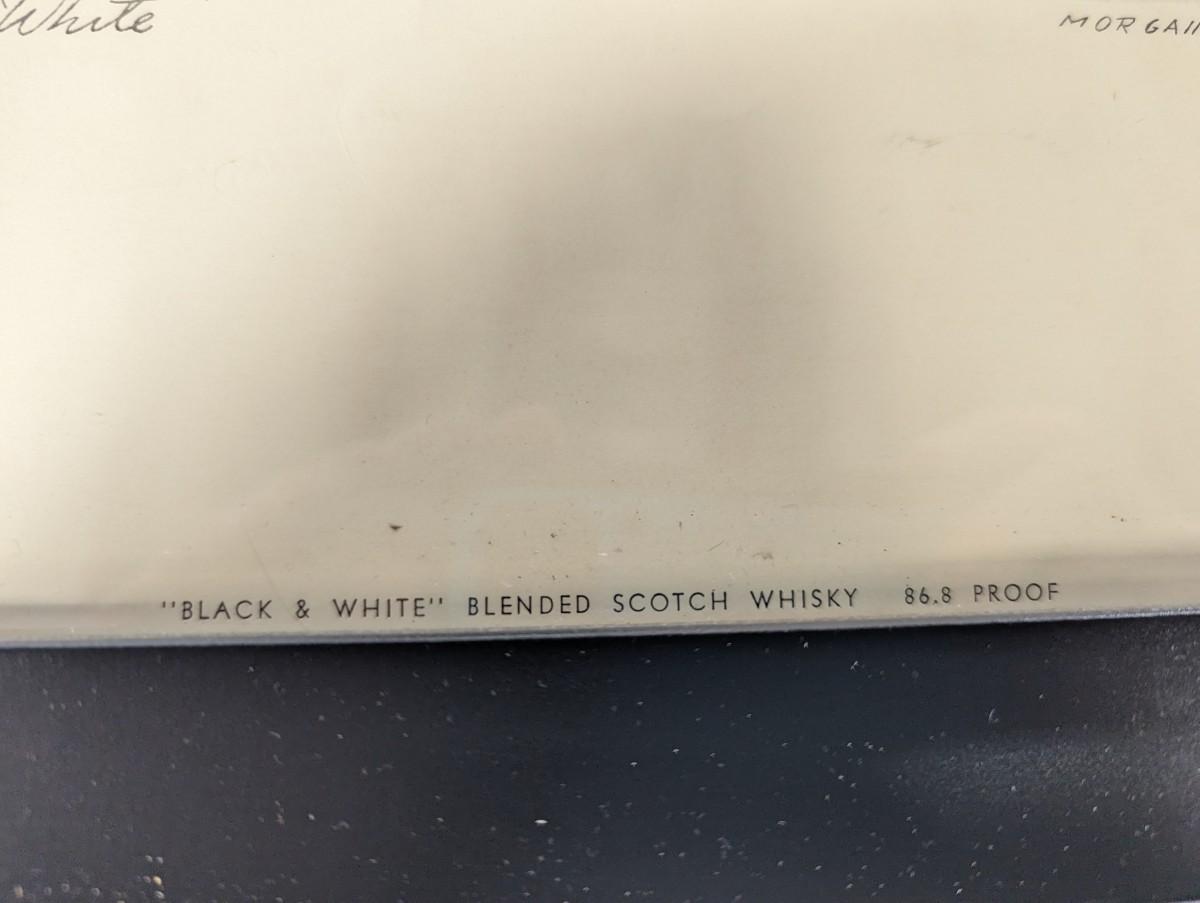 White"
MORGAN
"BLACK & WHITE" BLENDED SCOTCH WHISKY 86.8 PROOF